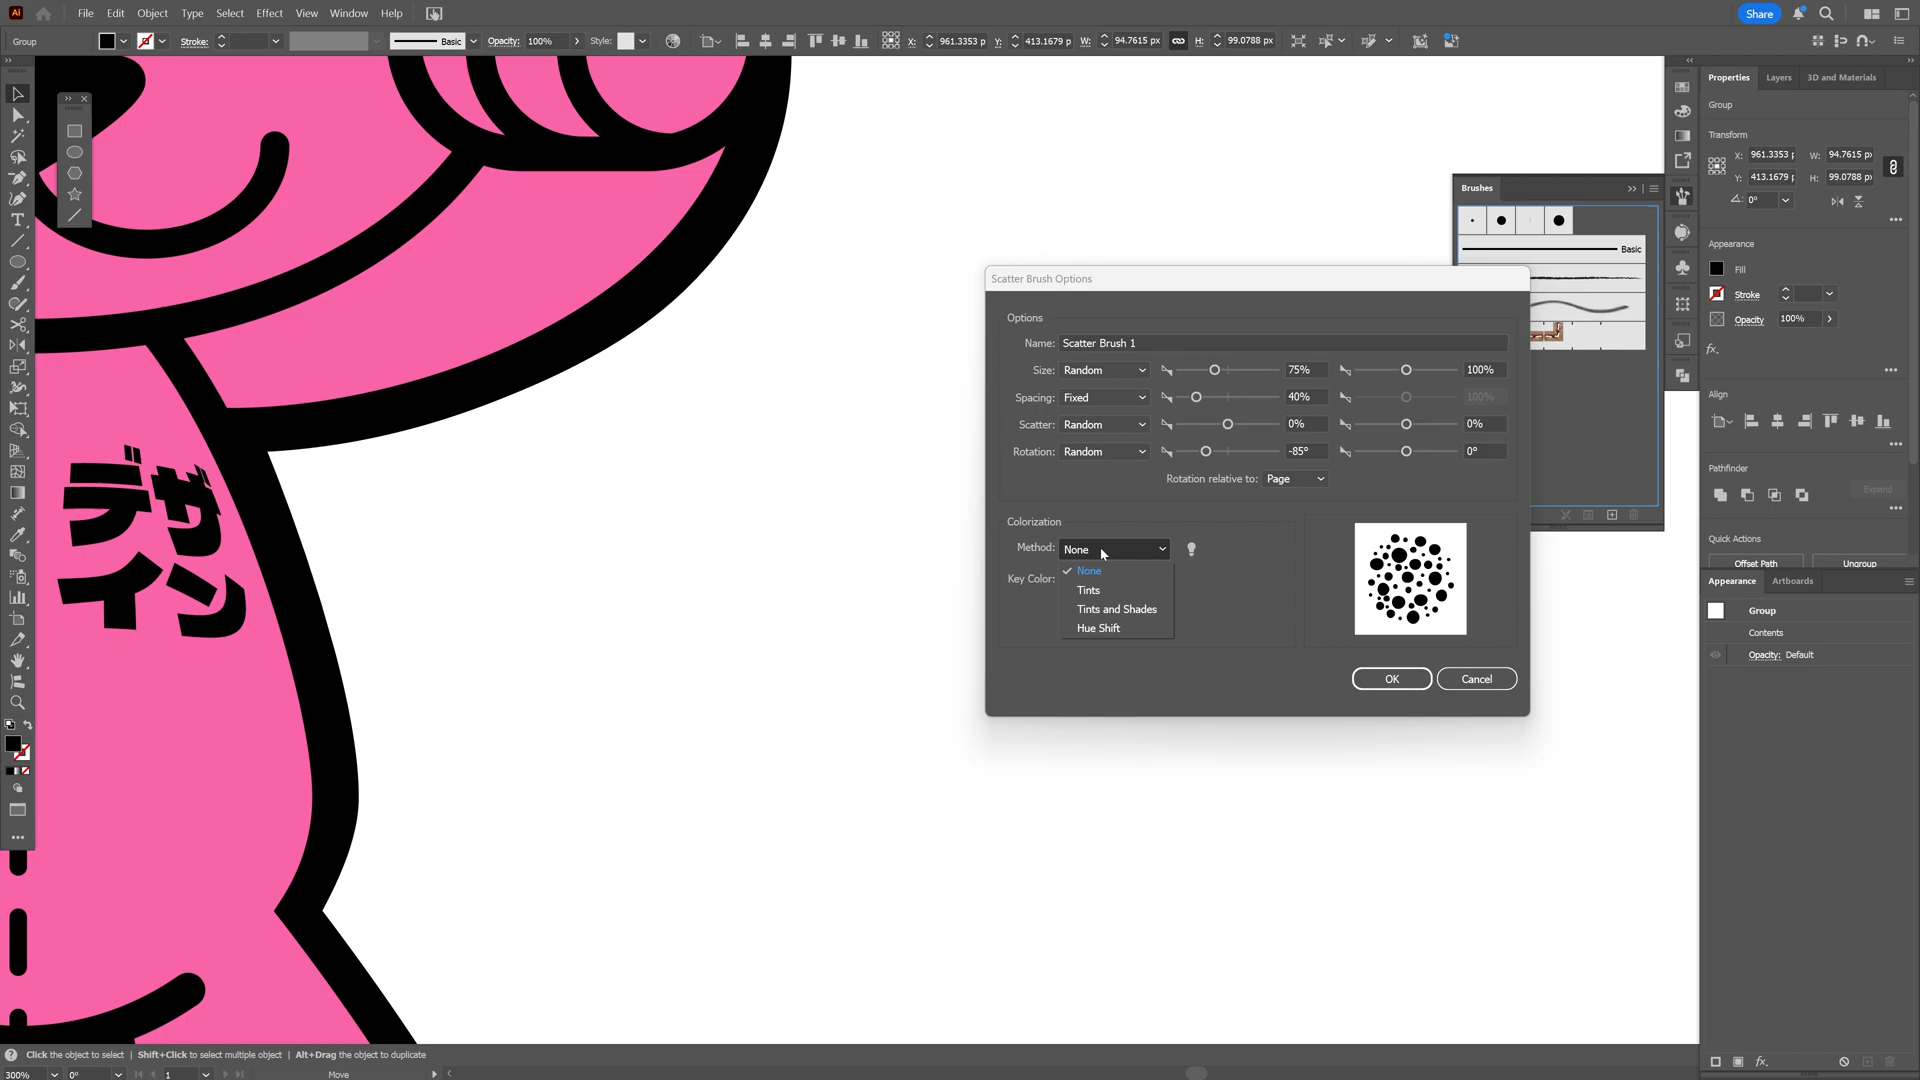 Ai File Edit Object Type Select Effect View Window Help Share
Group Stroke: Basic Opacity: 100% Style: X: 961.3353 p Y: 413.1679 p W: 94.7615 px H: 99.0788 px
Properties Layers 3D and Materials
Group
Transform
X: 961.3353 W: 94.7615 px
Y: 413.1679 H: 99.0788 px
0°
Appearance
Fill
Stroke
Opacity 100%
fx.
Align
Pathfinder
Expand
Quick Actions
Offset Path Ungroup
Appearance Artboards
Group
Contents
Opacity: Default
fx.
Brushes
Basic
Scatter Brush Options
Options
Name: Scatter Brush 1
Size: Random 75% 100%
Spacing: Fixed 40% 100%
Scatter: Random 0% 0%
Rotation: Random -85° 0°
Rotation relative to: Page
Colorization
Method: None
Key Color:
None
Tints
Tints and Shades
Hue Shift
OK Cancel
デザ
イン
Click the object to select | Shift+Click to select multiple object | Alt+Drag the object to duplicate
300% 0° 1 Move